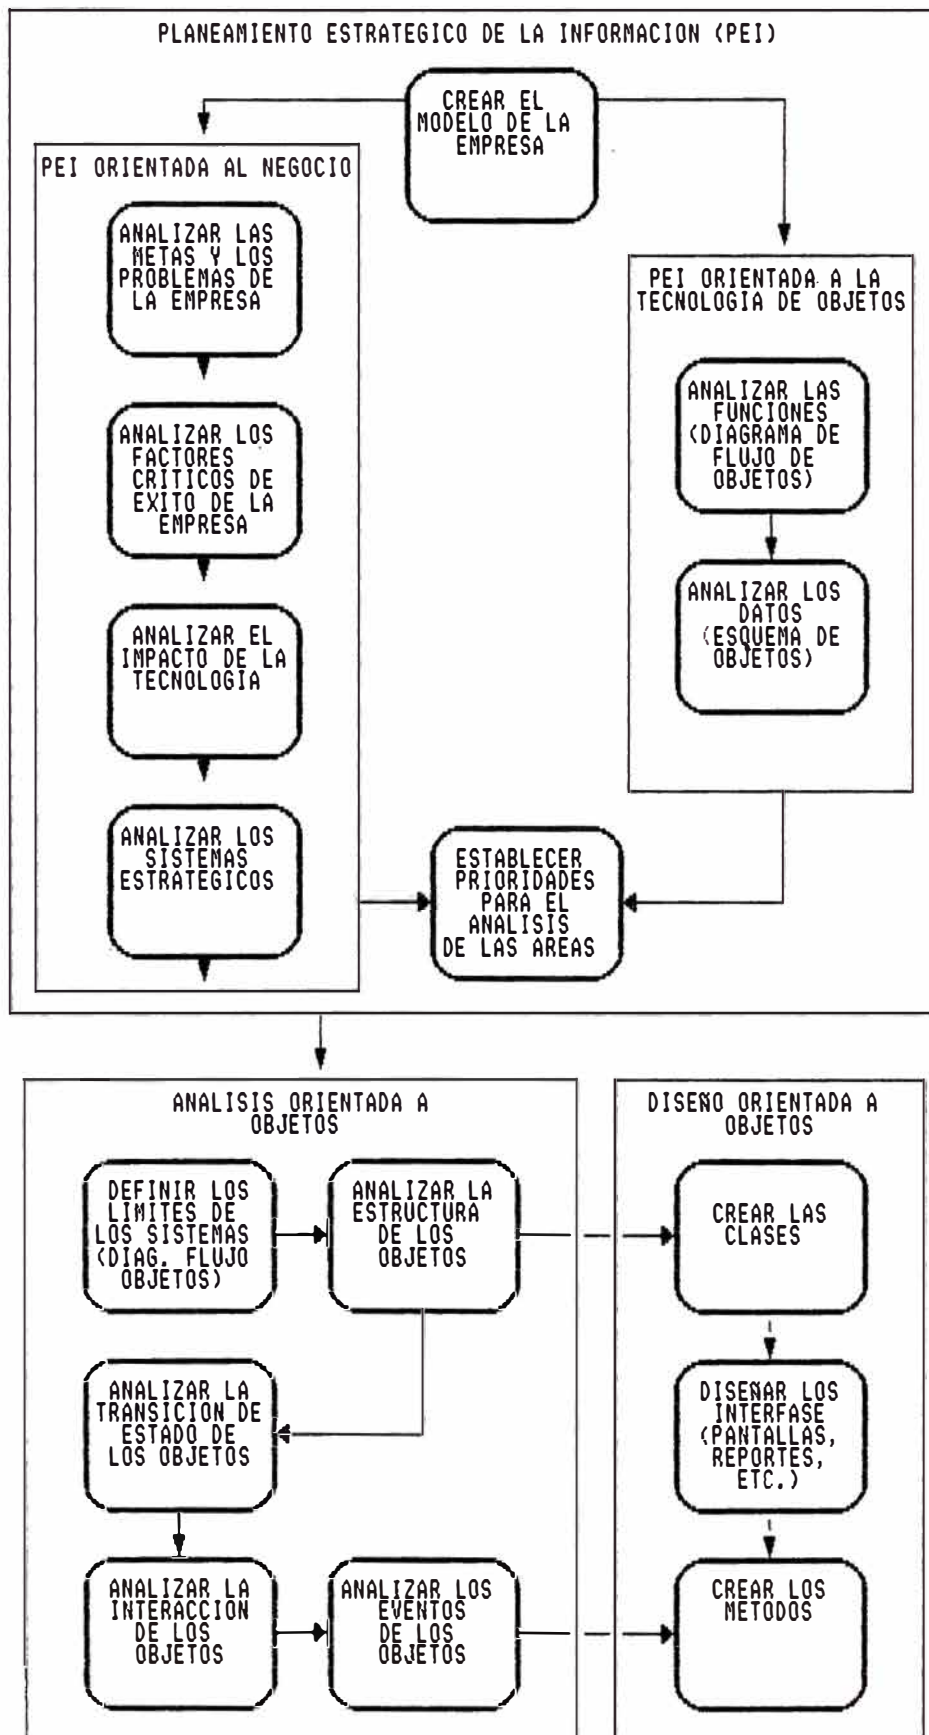 PLANEAMIENTO ESTRATEGICO DE LA INFORMACION (PEI)
CREAR EL
MODELO DE LA
EMPRESA
PEI ORIENTADA AL NEGOCIO
ANALIZAR LAS
METAS Y LOS
PROBLEMAS DE
LA EMPRESA
ANALIZAR LOS
FACTORES
CRITICOS DE
EXITO DE LA
EMPRESA
ANALIZAR EL
IMPACTO DE LA
TECNOLOGIA
ANALIZAR LOS
SISTEMAS
ESTRATEGICOS
PEI ORIENTADA A LA
TECNOLOGIA DE OBJETOS
ANALIZAR LAS
FUNCIONES
(DIAGRAMA DE
FLUJO DE
OBJETOS)
ANALIZAR LOS
DATOS
(ESQUEMA DE
OBJETOS)
ESTABLECER
PRIORIDADES
PARA EL
ANALISIS
DE LAS AREAS
ANALISIS ORIENTADA A
OBJETOS
DEFINIR LOS
LIMITES DE
LOS SISTEMAS
(DIAG. FLUJO
OBJETOS)
ANALIZAR LA
ESTRUCTURA
DE LOS
OBJETOS
ANALIZAR LA
TRANSICION DE
ESTADO DE
LOS OBJETOS
ANALIZAR LA
INTERACCION
DE LOS
OBJETOS
ANALIZAR LOS
EVENTOS
DE LOS
OBJETOS
DISEÑO ORIENTADA A
OBJETOS
CREAR LAS
CLASES
DISEÑAR LOS
INTERFASE
(PANTALLAS,
REPORTES,
ETC.)
CREAR LOS
METODOS